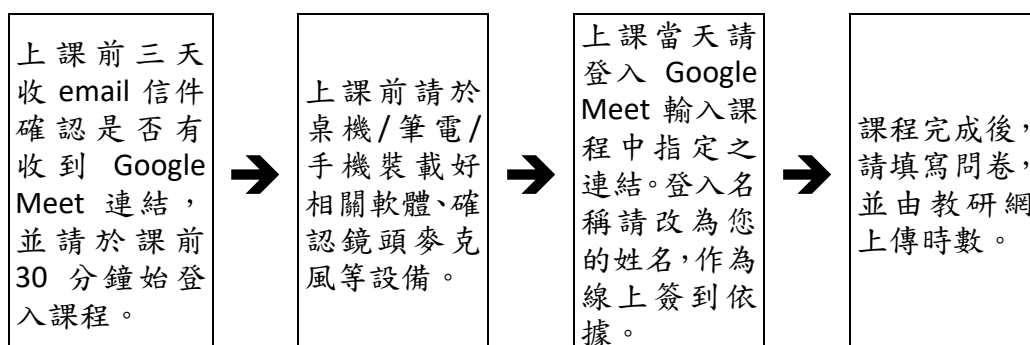 上課前三天
收 email 信件
確認是否有
收到 Google
Meet 連結，
並請於課前
30 分鐘始登
入課程。
上課前請於
桌機/筆電/
手機裝載好
相關軟體、確
認鏡頭麥克
風等設備。
上課當天請
登入 Google
Meet 輸入課
程中指定之
連結。登入名
稱請改為您
的姓名，作為
線上簽到依
據。
課程完成後，
請填寫問卷，
並由教研網
上傳時數。